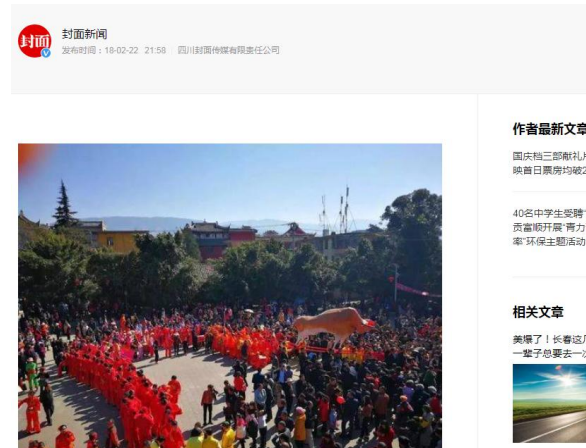 封面
封面新闻
发布时间：18-02-22 21:58 四川封面传媒有限责任公司
作者最新文章
国庆档三部献礼
映首日票房均破2
40名中学生受聘
贡富顺开展“青力
率”环保主题活动
相关文章
美爆了！长春这
一辈子总要去一次